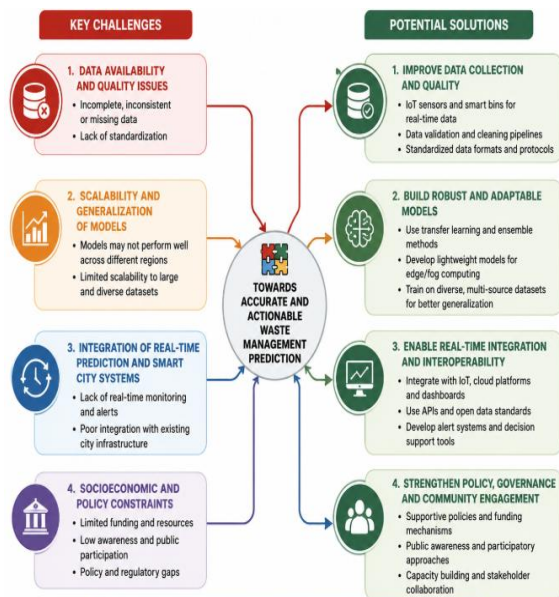 KEY CHALLENGES
1. DATA AVAILABILITY
AND QUALITY ISSUES
• Incomplete, inconsistent
or missing data
• Lack of standardization
2. SCALABILITY AND
GENERALIZATION
OF MODELS
• Models may not perform well
across different regions
• Limited scalability to large
and diverse datasets
3. INTEGRATION OF REAL-TIME
PREDICTION AND SMART
CITY SYSTEMS
• Lack of real-time monitoring
and alerts
• Poor integration with existing
city infrastructure
4. SOCIOECONOMIC AND
POLICY CONSTRAINTS
• Limited funding and resources
• Low awareness and public
participation
• Policy and regulatory gaps
TOWARDS
ACCURATE AND
ACTIONABLE
WASTE
MANAGEMENT
PREDICTION
POTENTIAL SOLUTIONS
1. IMPROVE DATA COLLECTION
AND QUALITY
• IoT sensors and smart bins for
real-time data
• Data validation and cleaning pipelines
• Standardized data formats and protocols
2. BUILD ROBUST AND ADAPTABLE
MODELS
• Use transfer learning and ensemble
methods
• Develop lightweight models for
edge/fog computing
• Train on diverse, multi-source datasets
for better generalization
3. ENABLE REAL-TIME INTEGRATION
AND INTEROPERABILITY
• Integrate with IoT, cloud platforms
and dashboards
• Use APIs and open data standards
• Develop alert systems and decision
support tools
4. STRENGTHEN POLICY, GOVERNANCE
AND COMMUNITY ENGAGEMENT
• Supportive policies and funding
mechanisms
• Public awareness and participatory
approaches
• Capacity building and stakeholder
collaboration